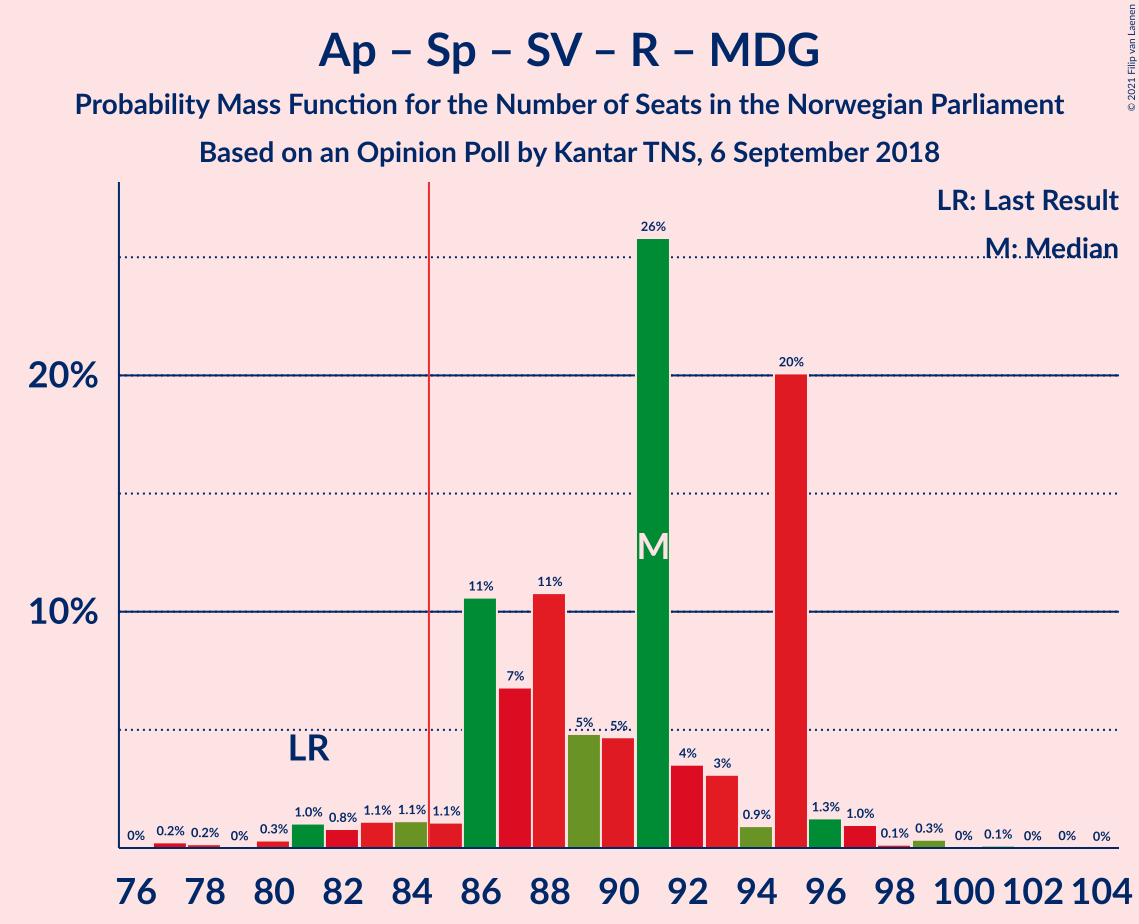 Ap – Sp – SV – R – MDG
Probability Mass Function for the Number of Seats in the Norwegian Parliament
Based on an Opinion Poll by Kantar TNS, 6 September 2018
© 2021 Filip van Laenen
LR: Last Result
M: Median
20%
10%
0% 0.2% 0.2% 0% 0.3% 1.0% 0.8% 1.1% 1.1% 1.1% 11% 7% 11% 5% 5% 26% 4% 3% 0.9% 20% 1.3% 1.0% 0.1% 0.3% 0% 0.1% 0% 0% 0%
LR
M
76 78 80 82 84 86 88 90 92 94 96 98 100 102 104